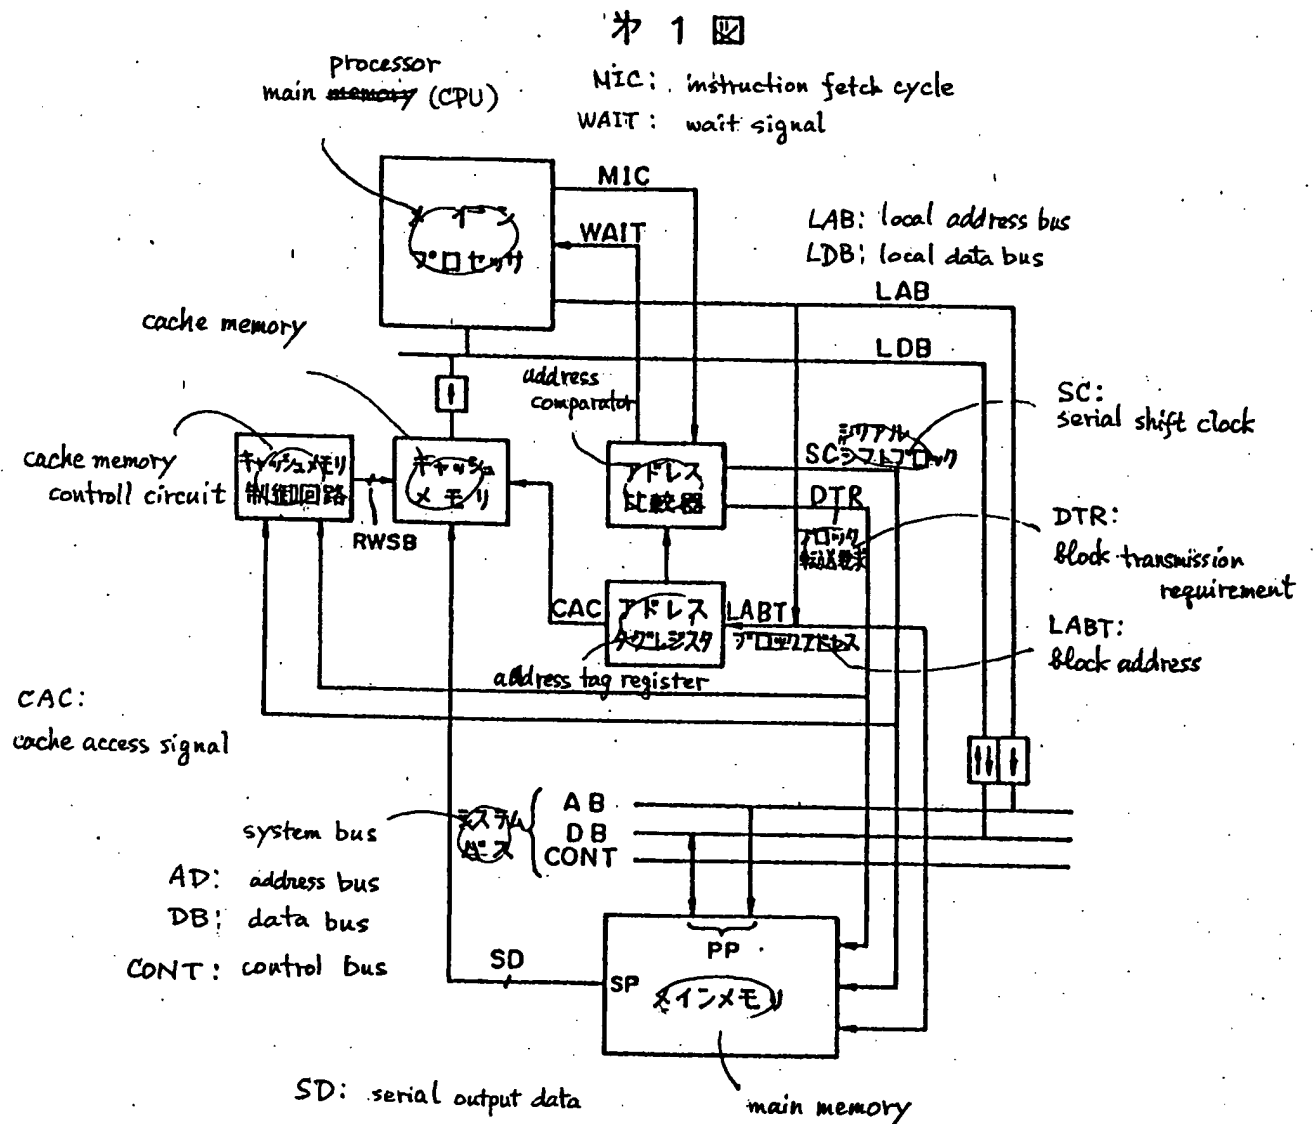 第1図
processor
main memory (CPU)
MIC: instruction fetch cycle
WAIT: wait signal
MIC
メイン
プロセッサ
WAIT
LAB: local address bus
LDB: local data bus
LAB
cache memory
LDB
address
comparator
SC:
serial shift clock
シリアル
SCシフトブロック
cache memory
controll circuit
キャッシュメモリ
制御回路
キャッシュ
メモリ
アドレス
比較器
RWSB
DTR
ブロック
転送要求
DTR:
block transmission
requirement
CAC
アドレス
タグレジスタ
LABT
ブロックアドレス
LABT:
block address
address tag register
CAC:
cache access signal
system bus
システム
バス
AB
DB
CONT
AD: address bus
DB: data bus
CONT: control bus
PP
SD
SP
メインメモリ
SD: serial output data
main memory